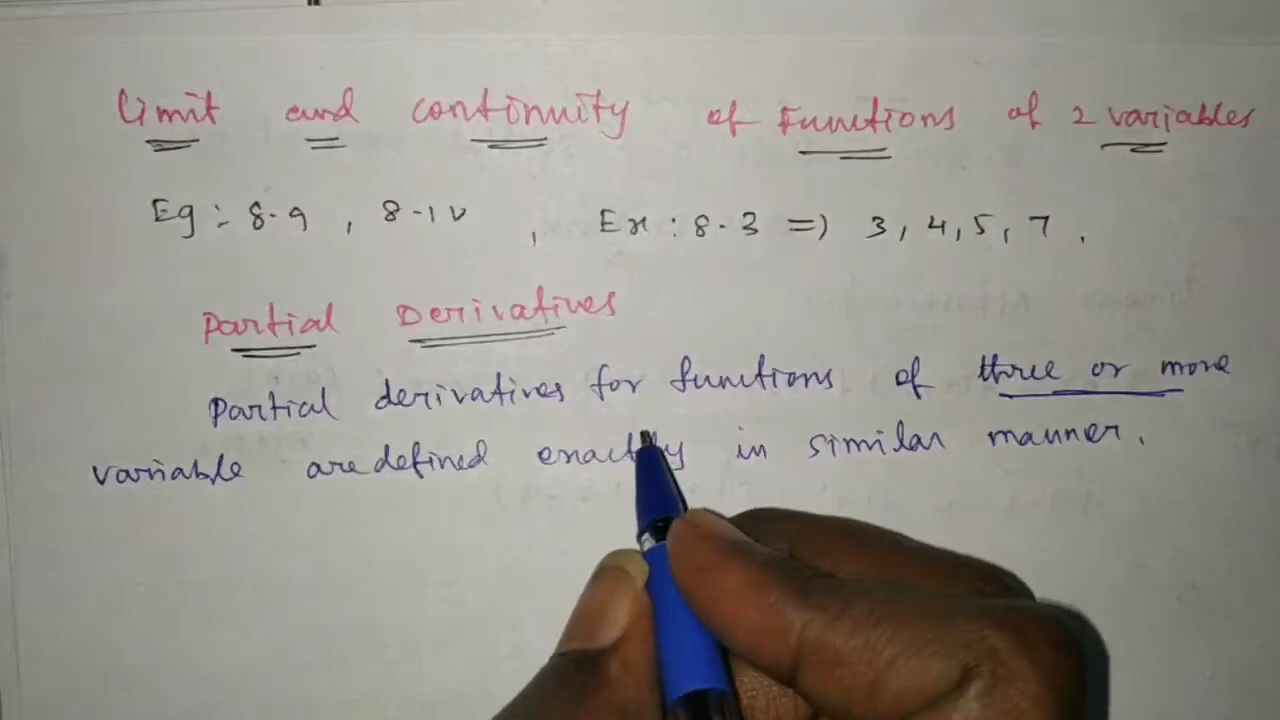 Limit and continuity of Functions of 2 variables
Eg : 8.9 , 8.10 , Ex : 8.3 => 3, 4, 5, 7 .
Partial Derivatives
Partial derivatives for functions of three or more
variable are defined exactly in similar manner.